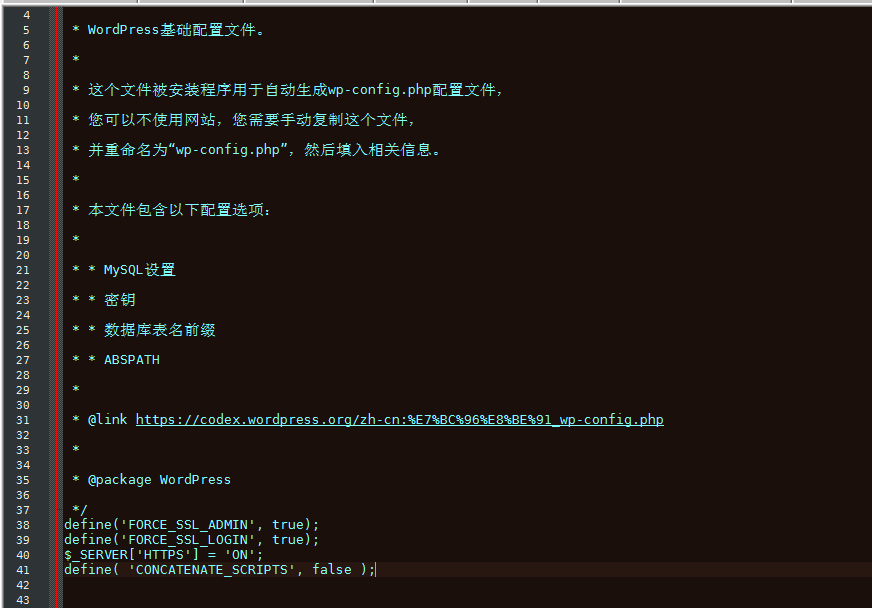 4
5 * WordPress基础配置文件。
6
7 *
8
9 * 这个文件被安装程序用于自动生成wp-config.php配置文件，
10
11 * 您可以不使用网站，您需要手动复制这个文件，
12
13 * 并重命名为“wp-config.php”，然后填入相关信息。
14
15 *
16
17 * 本文件包含以下配置选项：
18
19 *
20
21 * * MySQL设置
22
23 * * 密钥
24
25 * * 数据库表名前缀
26
27 * * ABSPATH
28
29 *
30
31 * @link https://codex.wordpress.org/zh-cn:%E7%BC%96%E8%BE%91_wp-config.php
32
33 *
34
35 * @package WordPress
36
37 */
38 define('FORCE_SSL_ADMIN', true);
39 define('FORCE_SSL_LOGIN', true);
40 $_SERVER['HTTPS'] = 'ON';
41 define( 'CONCATENATE_SCRIPTS', false );
42
43